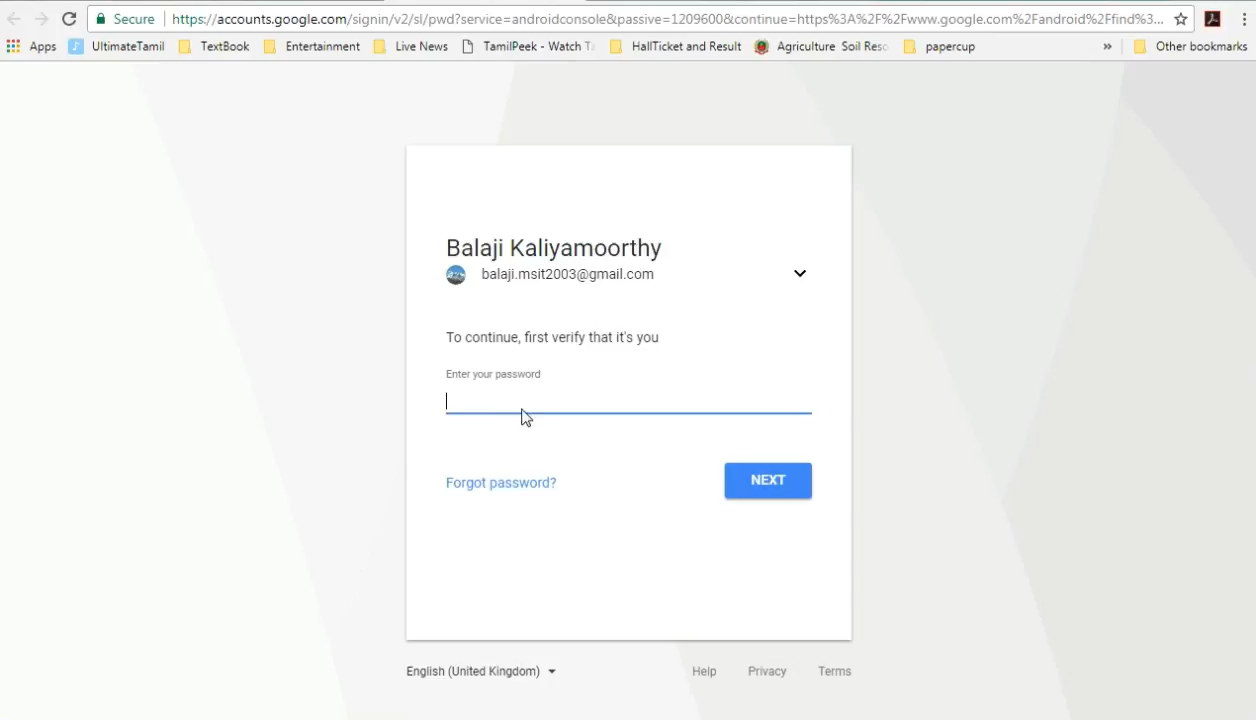 Secure https://accounts.google.com/signin/v2/sl/pwd?service=androidconsole&passive=1209600&continue=https%3A%2F%2Fwww.google.com%2Fandroid%2Ffind%3...
Apps UltimateTamil TextBook Entertainment Live News TamilPeek - Watch Ta HallTicket and Result Agriculture Soil Reso papercup » Other bookmarks
Balaji Kaliyamoorthy
balaji.msit2003@gmail.com
To continue, first verify that it's you
Enter your password
Forgot password? NEXT
English (United Kingdom) Help Privacy Terms